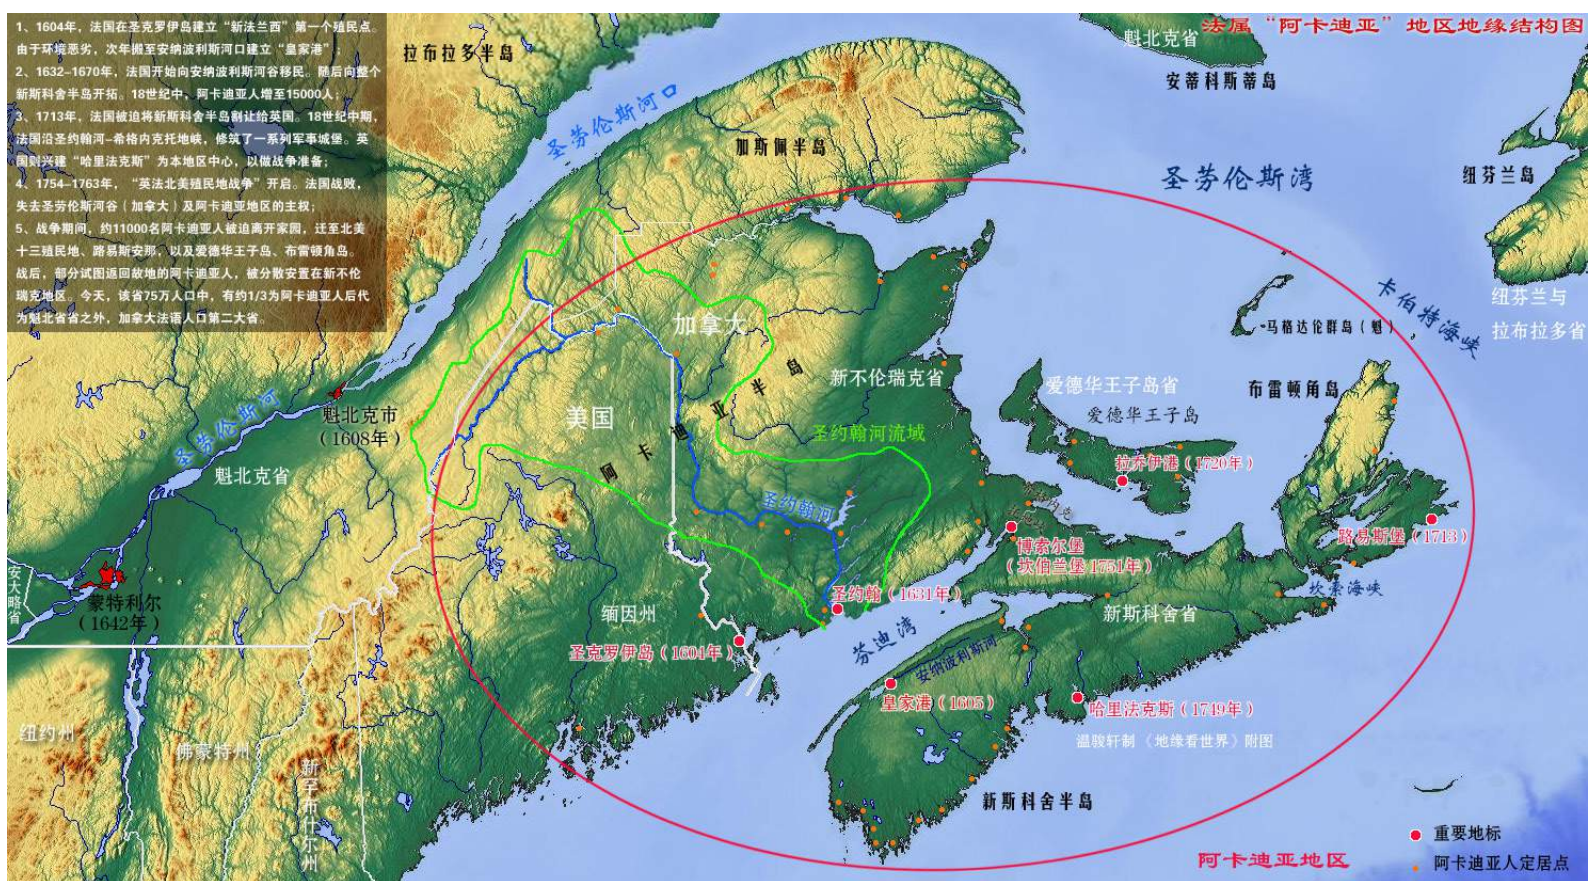 法属“阿卡迪亚”地区地缘结构图
1、1604年，法国在圣克罗伊岛建立“新法兰西”第一个殖民点。
由于环境恶劣，次年搬至安纳波利斯河口建立“皇家港”；
2、1632-1670年，法国开始向安纳波利斯河谷移民。随后向整个
新斯科舍半岛开拓。18世纪中，阿卡迪亚人增至15000人；
3、1713年，法国被迫将新斯科舍半岛割让给英国。18世纪中期，
法国沿圣约翰河-希格内克托地峡，修筑了一系列军事城堡。英
国则兴建“哈里法克斯”为本地区中心，以做战争准备；
4、1754-1763年，“英法北美殖民地战争”开启。法国战败，
失去圣劳伦斯河谷（加拿大）及阿卡迪亚地区的主权；
5、战争期间，约11000名阿卡迪亚人被迫离开家园，迁至北美
十三殖民地、路易斯安那，以及爱德华王子岛、布雷顿角岛。
战后，部分试图返回故地的阿卡迪亚人，被分散安置在新不伦
瑞克地区。今天，该省75万人口中，有约1/3为阿卡迪亚人后代
为魁北省省之外，加拿大法语人口第二大省。
拉布拉多半岛
魁北克省
安蒂科斯蒂岛
圣劳伦斯河口
加斯佩半岛
圣劳伦斯湾
纽芬兰岛
纽芬兰与
拉布拉多省
卡伯特海峡
马格达伦群岛（魁）
加拿大
新不伦瑞克省
爱德华王子岛省
爱德华王子岛
布雷顿角岛
美国
阿卡迪亚半岛
圣约翰河流域
圣劳伦斯河
魁北克市
（1608年）
魁北克省
拉乔伊港（1720年）
圣约翰河
博索尔堡
（坎伯兰堡1751年）
路易斯堡（1713）
坎索海峡
安大略省
蒙特利尔
（1642年）
缅因州
圣约翰（1631年）
新斯科舍省
圣克罗伊岛（1604年）
芬迪湾
安纳波利斯河
皇家港（1605）
哈里法克斯（1749年）
温骏轩制《地缘看世界》附图
纽约州
佛蒙特州
新罕布什尔州
新斯科舍半岛
阿卡迪亚地区
重要地标
阿卡迪亚人定居点